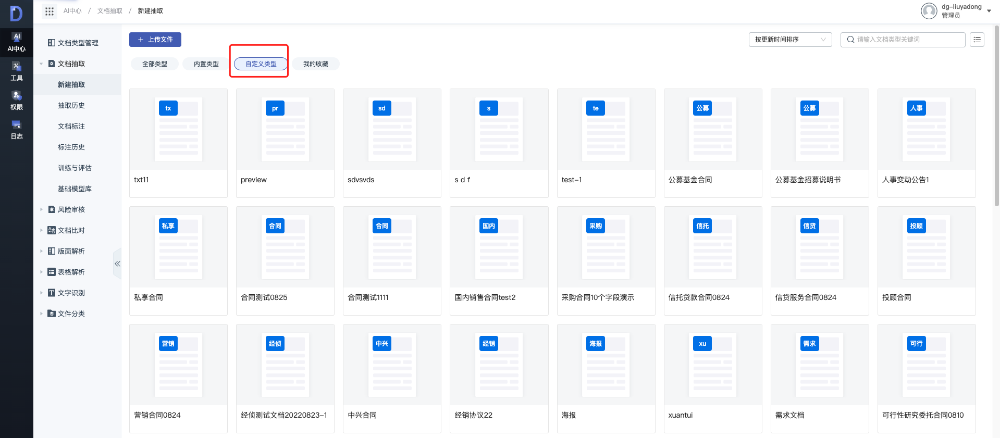 D
AI中心 / 文档抽取 / 新建抽取
dg-liuyadong
管理员
AI
AI中心
工具
权限
日志
文档类型管理
文档抽取
新建抽取
抽取历史
文档标注
标注历史
训练与评估
基础模型库
风险审核
文档比对
版面解析
表格解析
文字识别
文件分类
+ 上传文件
按更新时间排序
请输入文档类型关键词
全部类型 内置类型 自定义类型 我的收藏
tx pr sd s te 公募 公募 人事
txt11 preview sdvsvds s d f test-1 公募基金合同 公募基金招募说明书 人事变动公告1
私享 合同 合同 国内 采购 信托 信贷 投顾
私享合同 合同测试0825 合同测试1111 国内销售合同test2 采购合同10个字段演示 信托贷款合同0824 信贷服务合同0824 投顾合同
营销 经侦 中兴 经销 海报 xu 需求 可行
营销合同0824 经侦测试文档20220823-1 中兴合同 经销协议22 海报 xuantui 需求文档 可行性研究委托合同0810